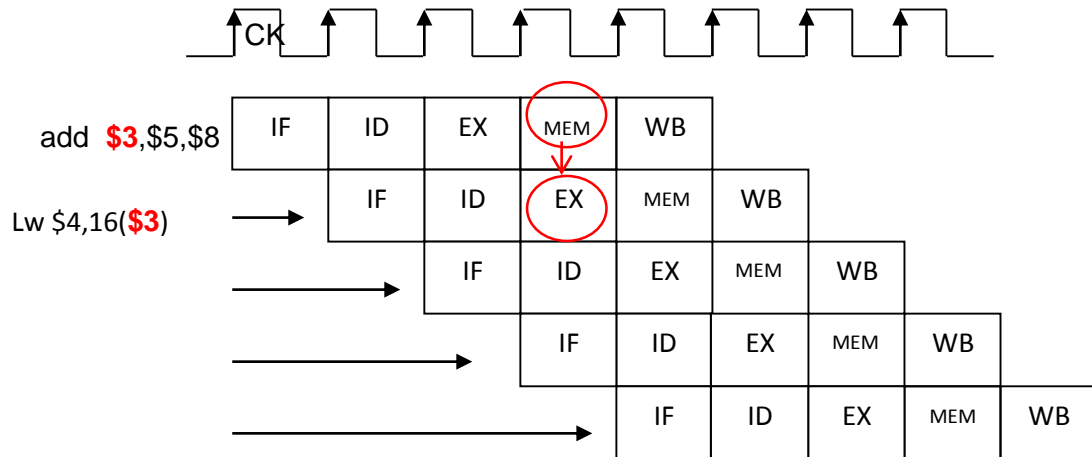 CK
add $3,$5,$8 IF ID EX MEM WB
Lw $4,16($3) IF ID EX MEM WB
IF ID EX MEM WB
IF ID EX MEM WB
IF ID EX MEM WB